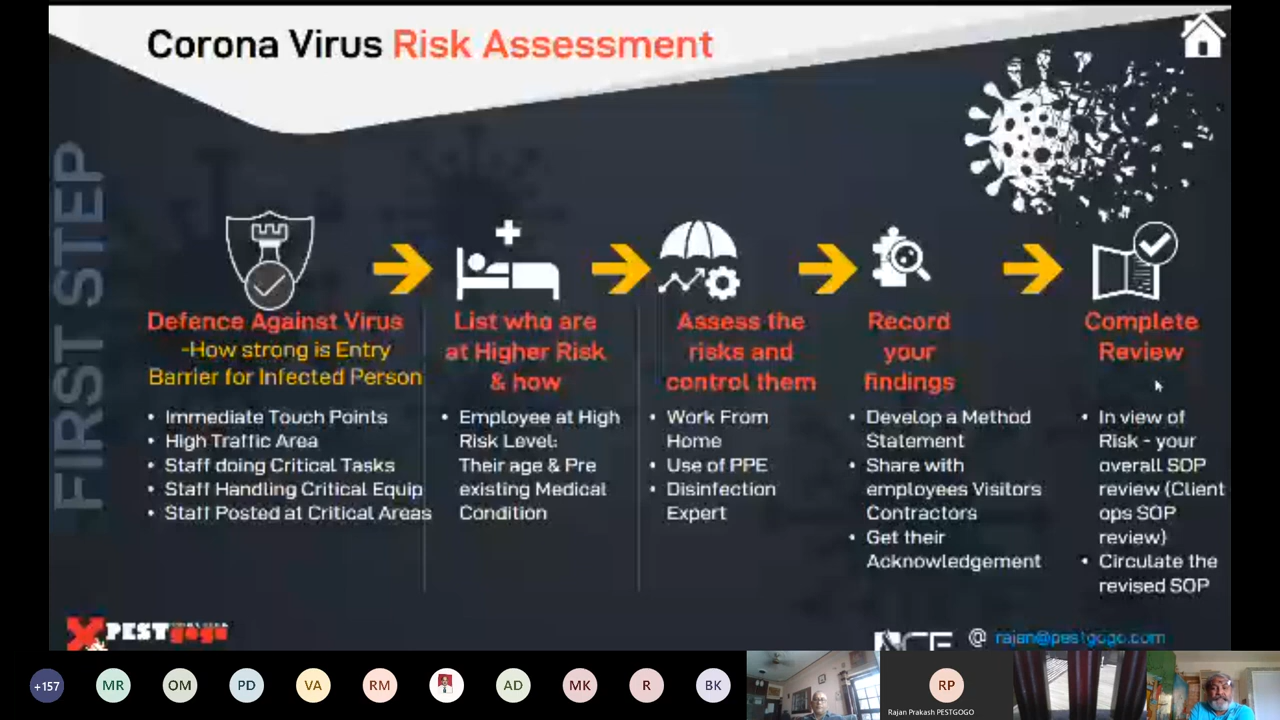 Corona Virus Risk Assessment
FIRST STEP
Defence Against Virus
-How strong is Entry
Barrier for Infected Person
• Immediate Touch Points
• High Traffic Area
• Staff doing Critical Tasks
• Staff Handling Critical Equip
• Staff Posted at Critical Areas
List who are
at Higher Risk
& how
• Employee at High
Risk Level:
Their age & Pre
existing Medical
Condition
Assess the
risks and
control them
• Work From
Home
• Use of PPE
• Disinfection
Expert
Record
your
findings
• Develop a Method
Statement
• Share with
employees Visitors
Contractors
• Get their
Acknowledgement
Complete
Review
• In view of
Risk - your
overall SOP
review (Client
ops SOP
review)
• Circulate the
revised SOP
PESTgogo
@ rajan@pestgogo.com
+157
MR
OM
PD
VA
RM
AD
MK
R
BK
RP
Rajan Prakash PESTGOGO